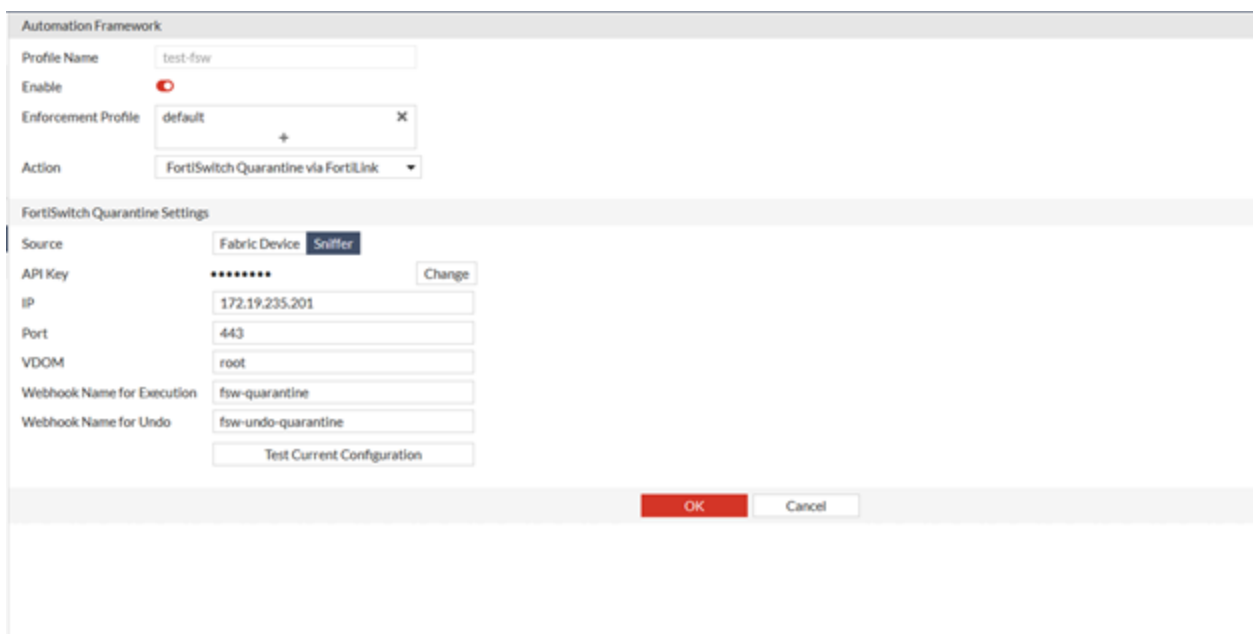 Automation Framework
Profile Name test-fsw
Enable
Enforcement Profile default ×
+
Action FortiSwitch Quarantine via FortiLink
FortiSwitch Quarantine Settings
Source Fabric Device Sniffer
API Key •••••••• Change
IP 172.19.235.201
Port 443
VDOM root
Webhook Name for Execution fsw-quarantine
Webhook Name for Undo fsw-undo-quarantine
Test Current Configuration
OK Cancel